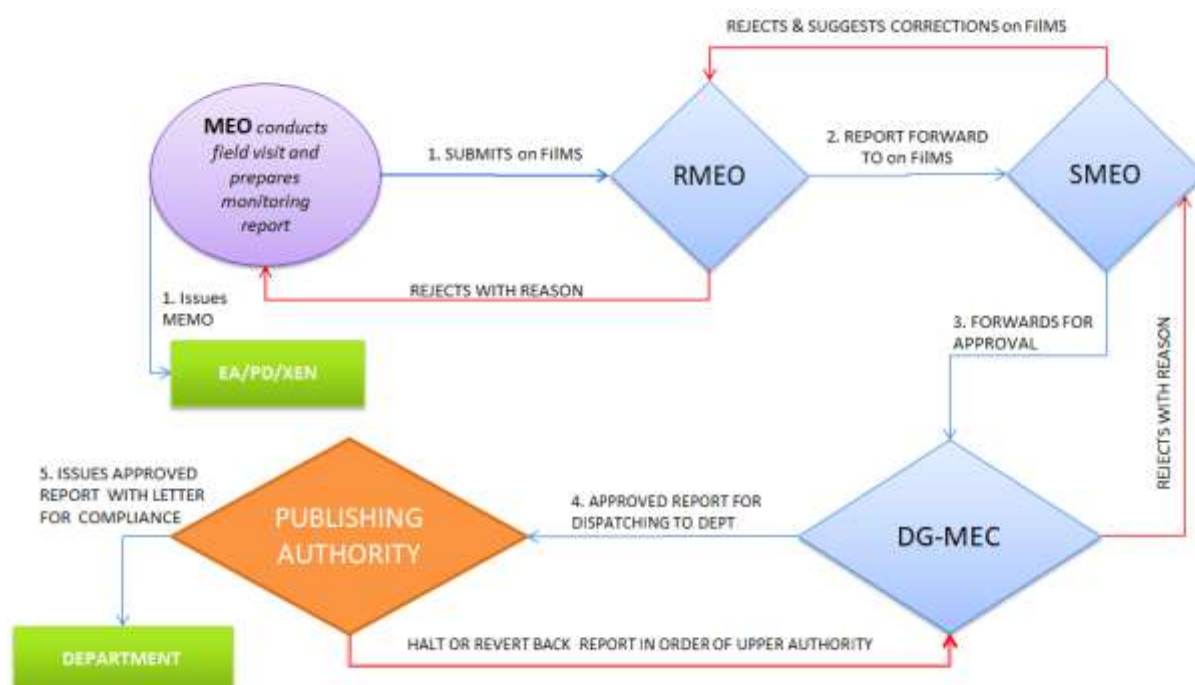 REJECTS & SUGGESTS CORRECTIONS on FilMS
MEO conducts
field visit and
prepares
monitoring
report
1. SUBMITS on FilMS
RMEO
2. REPORT FORWARD
TO on FilMS
SMEO
REJECTS WITH REASON
1. Issues
MEMO
EA/PD/XEN
3. FORWARDS FOR
APPROVAL
REJECTS WITH REASON
5. ISSUES APPROVED
REPORT WITH LETTER
FOR COMPLIANCE
PUBLISHING
AUTHORITY
4. APPROVED REPORT FOR
DISPATCHING TO DEPT
DG-MEC
HALT OR REVERT BACK REPORT IN ORDER OF UPPER AUTHORITY
DEPARTMENT